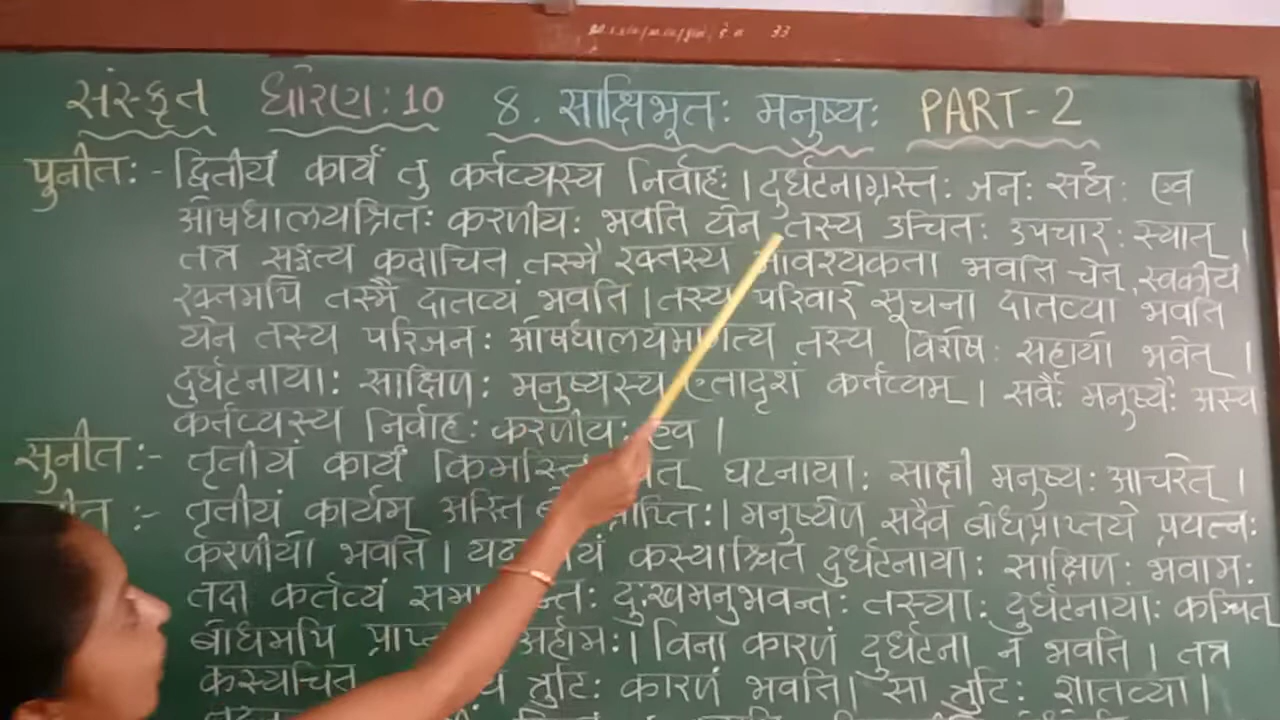 संस्कृत धोरण: 10 8. साक्षिभूतः मनुष्यः PART-2
पुनीतः - द्वितीयं कार्यं तु कर्तव्यस्य निर्वाहः। दुर्घटनाग्रस्तः जनः सद्यः एव
औषधालयश्रितः करणीयः भवति येन तस्य उचितः उपचारः स्यात्।
तत्र सङ्गत्य कदाचित् तस्मै रक्तस्य आवश्यकता भवति चेत् स्वकीयं
रक्तमपि तस्मै दातव्यं भवति। तस्य परिवारे सूचना दातव्या भवति
येन तस्य परिजनः औषधालयमागत्य तस्य विशेषः सहायो भवेत्।
दुर्घटनायाः साक्षिणः मनुष्यस्य एतादृशं कर्तव्यम्। सर्वैः मनुष्यैः अस्य
कर्तव्यस्य निर्वाहः करणीयः एव।
सुनीतः- तृतीयं कार्यं किमस्ति घटनायाः साक्षी मनुष्यः आचरेत्।
:- तृतीयं कार्यम् अस्ति मनुष्येण सदैव बोधप्राप्तये प्रयत्नः
करणीयो भवति। कस्याश्चित् दुर्घटनायाः साक्षिणः भवामः
तदा कर्तव्यं दुःखमनुभवन्तः तस्याः दुर्घटनायाः कश्चित्
बोधमपि अर्हामः। विना कारणं दुर्घटना न भवति। तत्र
कस्यचित् त्रुटिः कारणं भवति। सा त्रुटिः ज्ञातव्या।